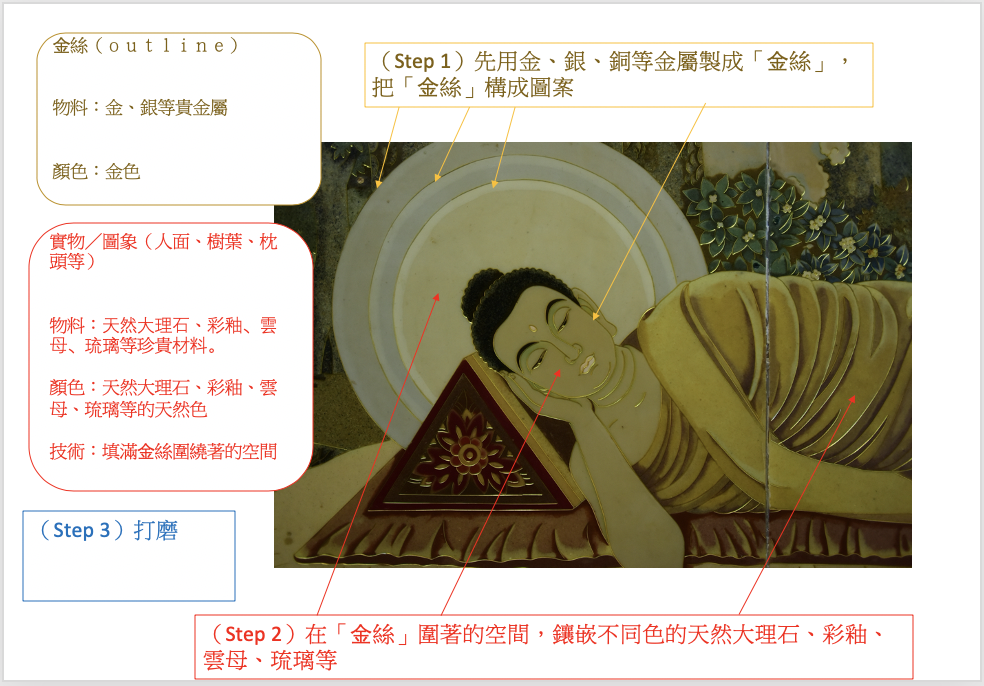 金絲（ｏｕｔｌｉｎｅ）
物料：金、銀等貴金屬
顏色：金色
（Step 1）先用金、銀、銅等金屬製成「金絲」，
把「金絲」構成圖案
實物／圖象（人面、樹葉、枕
頭等）
物料：天然大理石、彩釉、雲
母、琉璃等珍貴材料。
顏色：天然大理石、彩釉、雲
母、琉璃等的天然色
技術：填滿金絲圍繞著的空間
（Step 3）打磨
（Step 2）在「金絲」圍著的空間，鑲嵌不同色的天然大理石、彩釉、
雲母、琉璃等